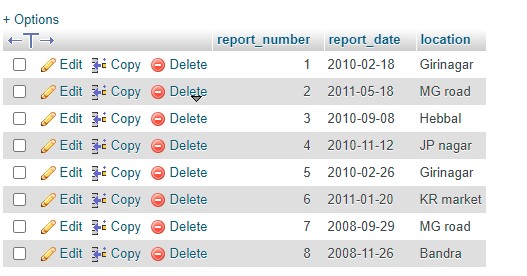 + Options
report_number report_date location
Edit Copy Delete 1 2010-02-18 Girinagar
Edit Copy Delete 2 2011-05-18 MG road
Edit Copy Delete 3 2010-09-08 Hebbal
Edit Copy Delete 4 2010-11-12 JP nagar
Edit Copy Delete 5 2010-02-26 Girinagar
Edit Copy Delete 6 2011-01-20 KR market
Edit Copy Delete 7 2008-09-29 MG road
Edit Copy Delete 8 2008-11-26 Bandra